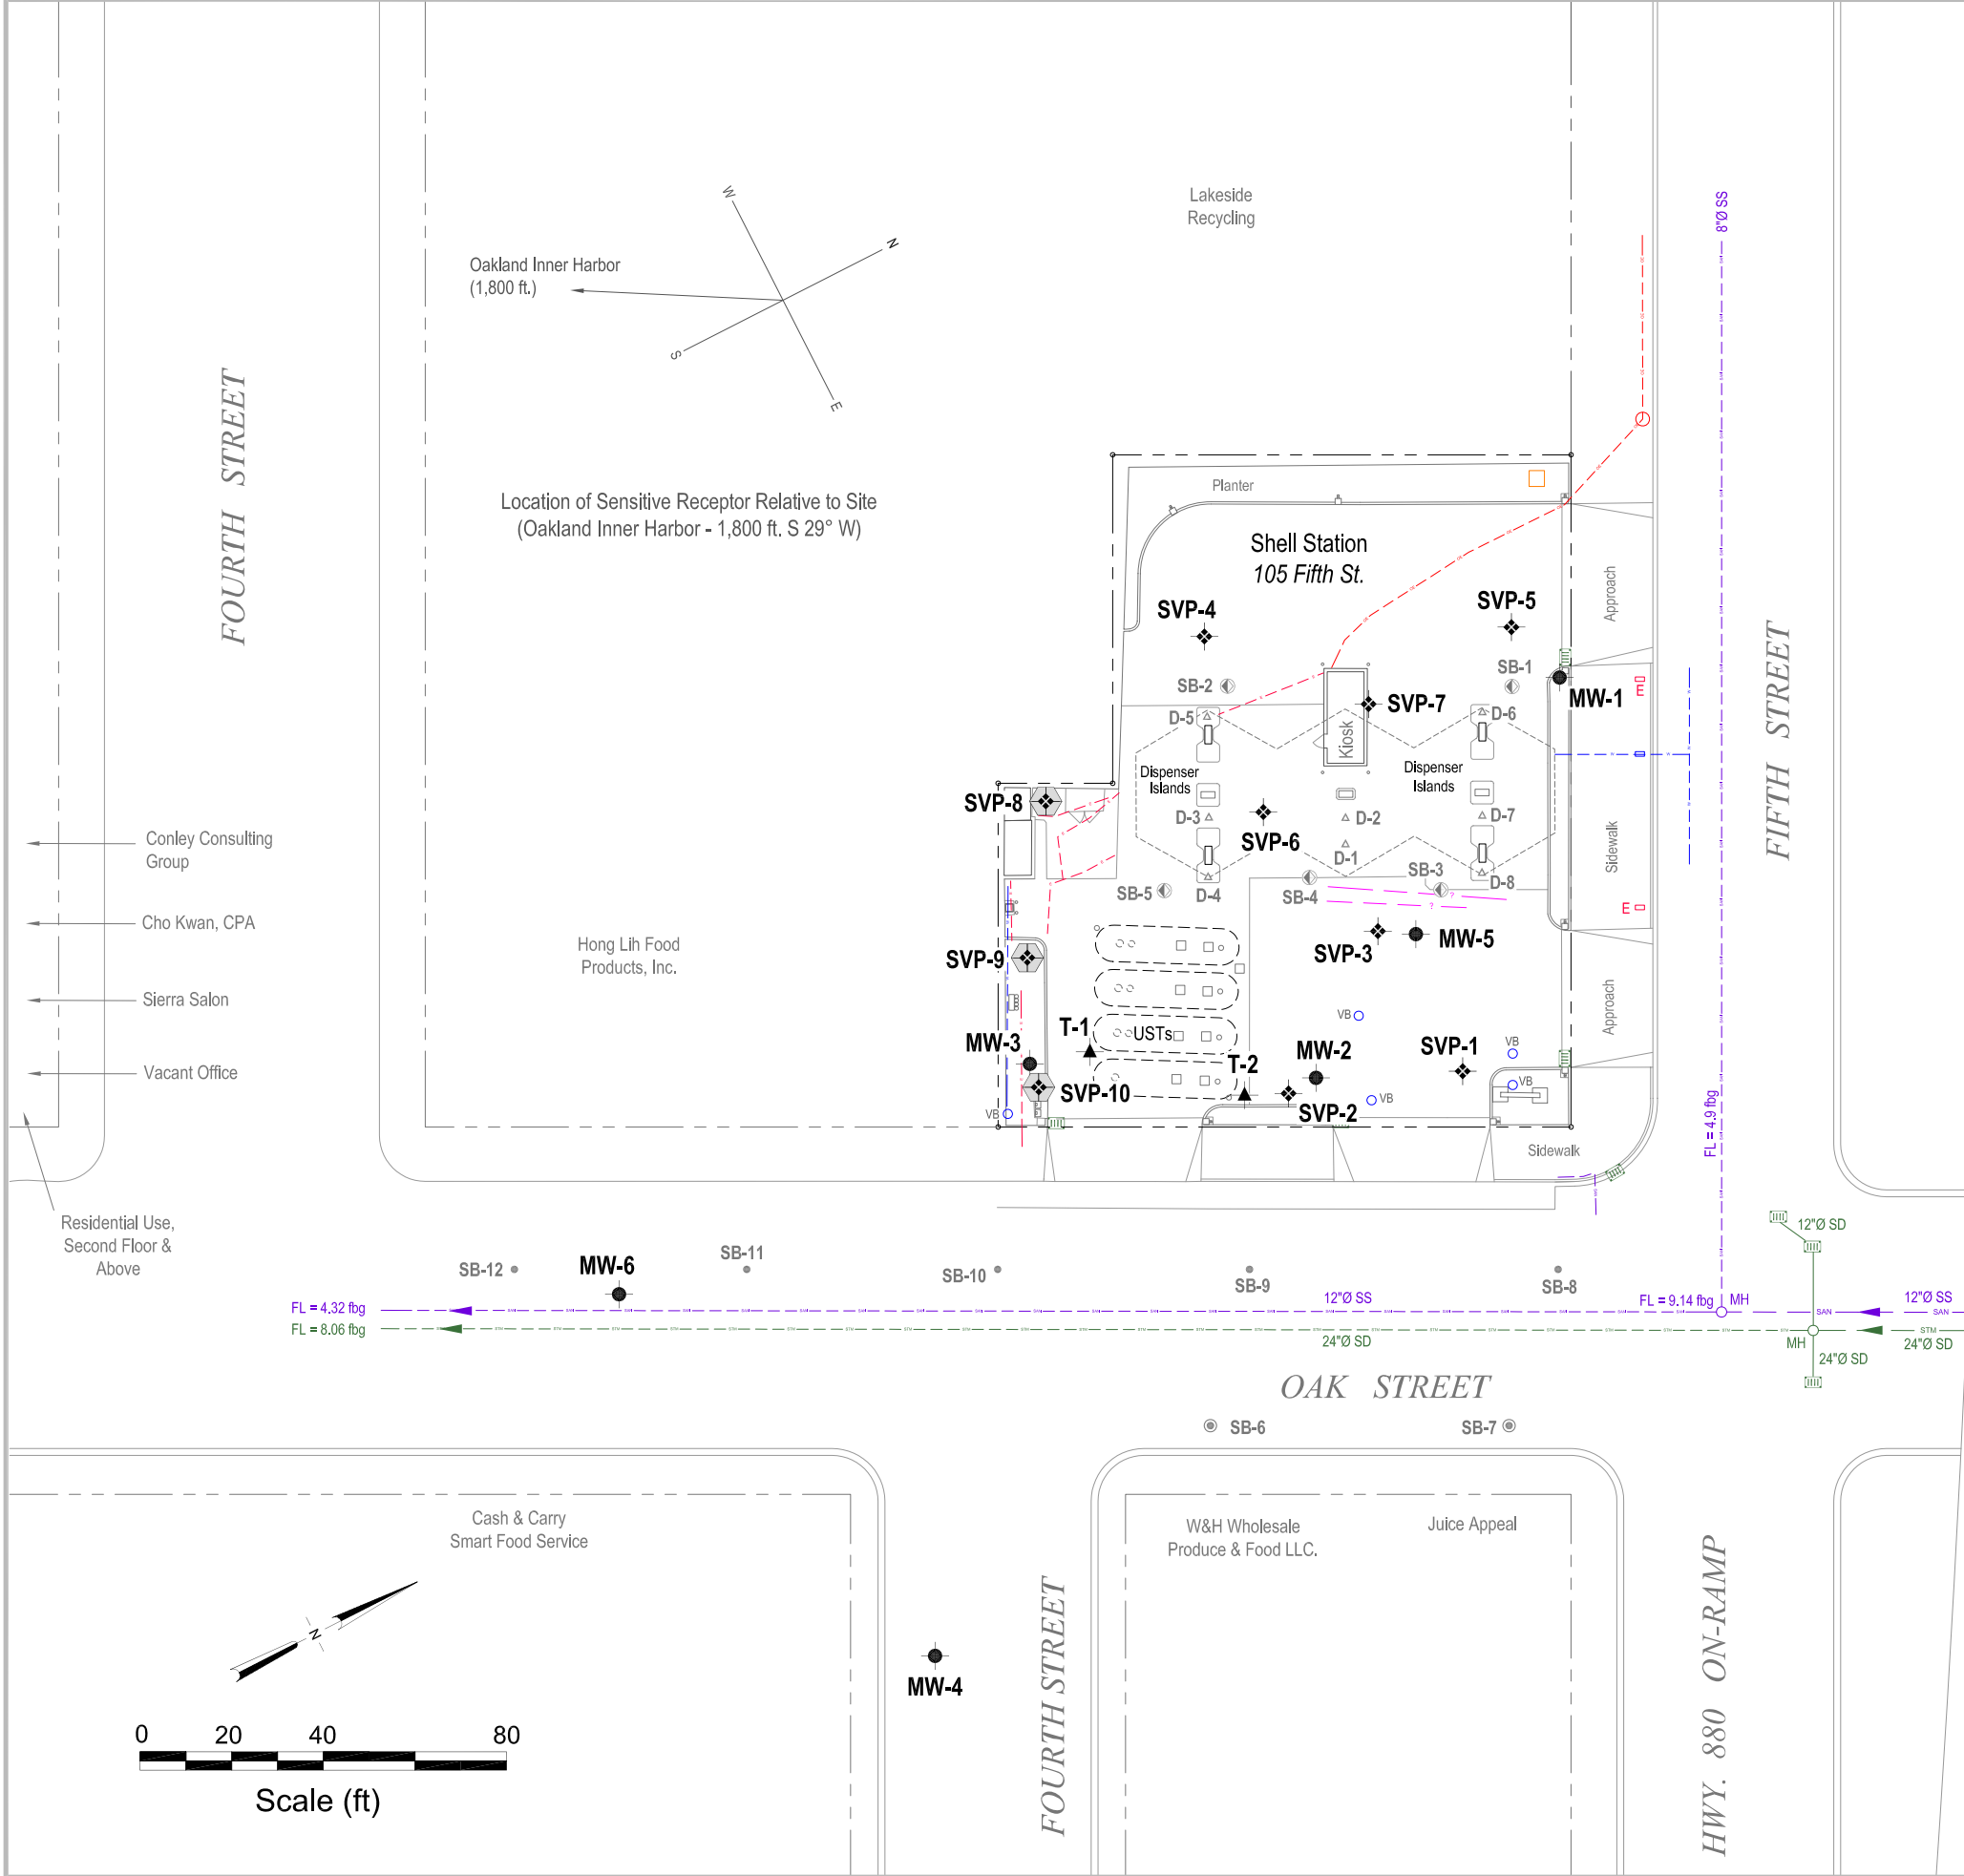 W
N
S
E
Oakland Inner Harbor
(1,800 ft.)
Lakeside
Recycling
8"Ø SS
FOURTH STREET
Location of Sensitive Receptor Relative to Site
(Oakland Inner Harbor - 1,800 ft. S 29° W)
Planter
Shell Station
105 Fifth St.
Approach
SVP-4
SVP-5
SB-2
SB-1
MW-1
E
SVP-7
D-5
D-6
Kiosk
FIFTH STREET
Dispenser
Islands
Dispenser
Islands
SVP-8
D-3
D-2
D-7
SVP-6
D-1
Sidewalk
Conley Consulting
Group
SB-5
D-4
SB-4
SB-3
D-8
?
?
E
Cho Kwan, CPA
Hong Lih Food
Products, Inc.
SVP-9
SVP-3
MW-5
Sierra Salon
Approach
VB
T-1
USTs
MW-3
T-2
MW-2
SVP-1
VB
Vacant Office
SVP-10
VB
VB
SVP-2
VB
FL = 4.9 fbg
Sidewalk
Residential Use,
Second Floor &
Above
12"Ø SD
SB-12
MW-6
SB-11
SB-10
SB-9
SB-8
FL = 4.32 fbg
12"Ø SS
FL = 9.14 fbg
MH
SAN
12"Ø SS
SAN
FL = 8.06 fbg
24"Ø SD
MH
STM
24"Ø SD
24"Ø SD
OAK STREET
SB-6
SB-7
Cash & Carry
Smart Food Service
W&H Wholesale
Produce & Food LLC.
Juice Appeal
N
MW-4
FOURTH STREET
HWY. 880 ON-RAMP
0 20 40 80
Scale (ft)